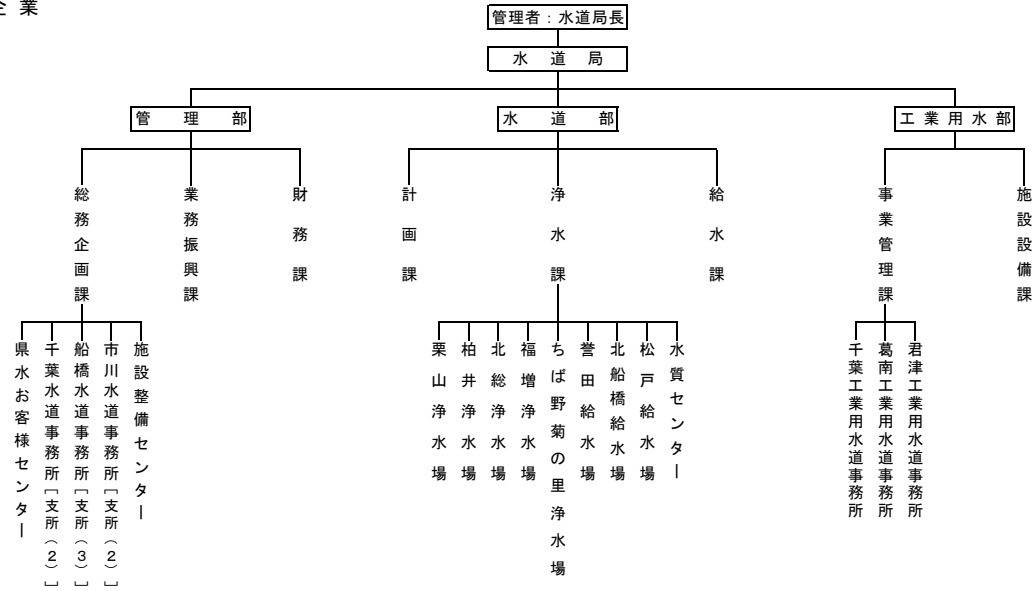 企 業
管理者：水道局長
水 道 局
管 理 部
水 道 部
工 業 用 水 部
総務企画課
業務振興課
財務課
計画課
浄水課
給水課
事業管理課
施設設備課
県水お客様センター
千葉水道事務所［支所（２）］
船橋水道事務所［支所（３）］
市川水道事務所［支所（２）］
施設整備センター
栗山浄水場
柏井浄水場
北総浄水場
福増浄水場
ちば野菊の里浄水場
誉田給水場
北船橋給水場
松戸給水場
水質センター
千葉工業用水道事務所
葛南工業用水道事務所
君津工業用水道事務所